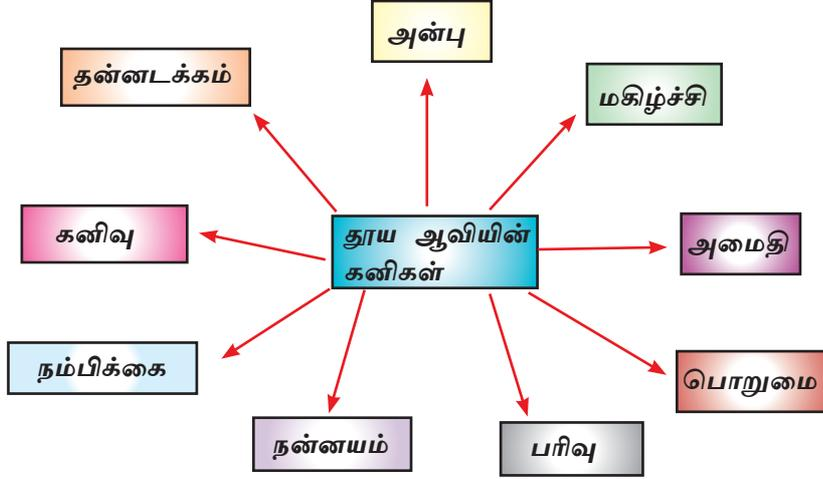 அன்பு
தன்னடக்கம்
மகிழ்ச்சி
கனிவு
தூய ஆவியின்
கனிகள்
அமைதி
நம்பிக்கை
பொறுமை
நன்னயம்
பரிவு